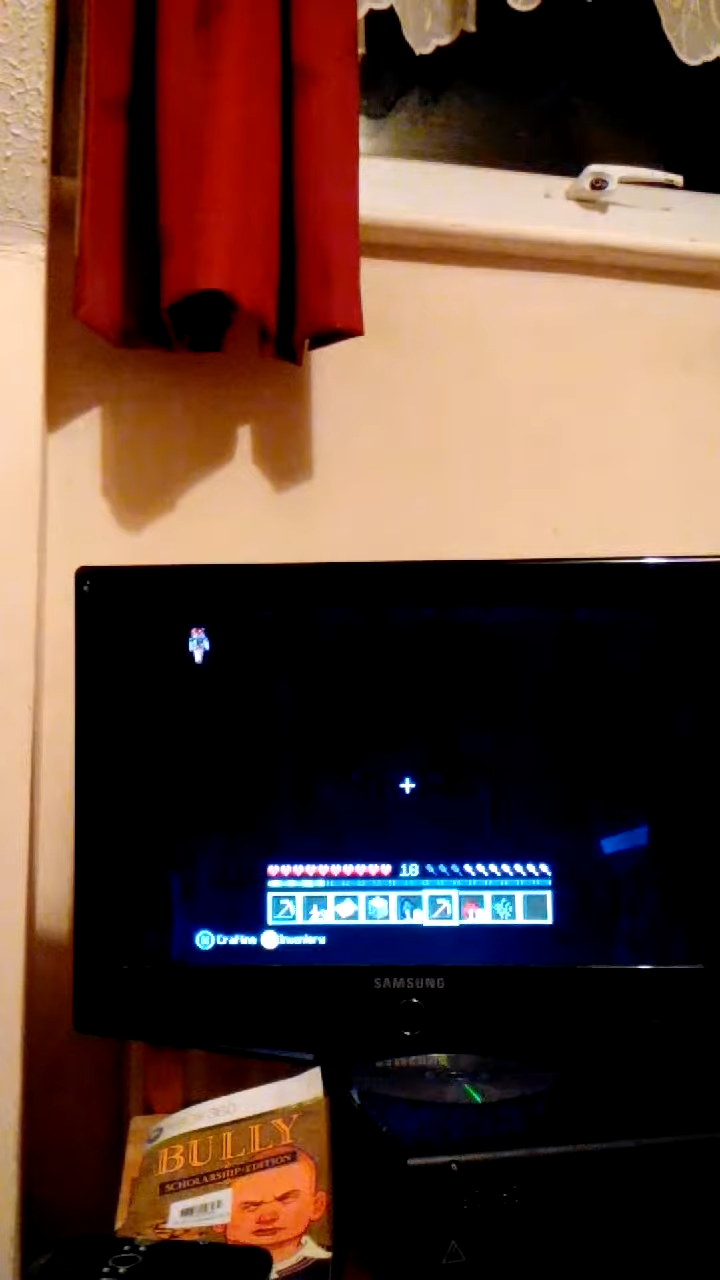 18
Crafting Inventory
SAMSUNG
XBOX 360
BULLY
SCHOLARSHIP EDITION